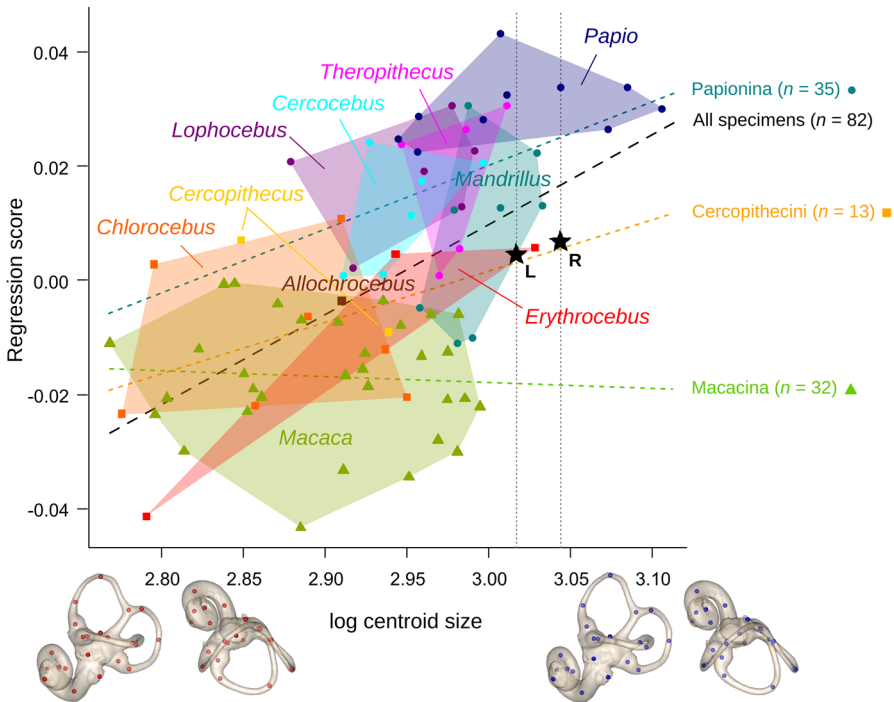 Regression score
0.04
0.02
0.00
-0.02
-0.04
Papio
Theropithecus
Cercocebus
Lophocebus
Mandrillus
Cercopithecus
Chlorocebus
Allochrocebus
Erythrocebus
Macaca
L
R
Papionina (n = 35)
All specimens (n = 82)
Cercopithecini (n = 13)
Macacina (n = 32)
2.80 2.85 2.90 2.95 3.00 3.05 3.10
log centroid size